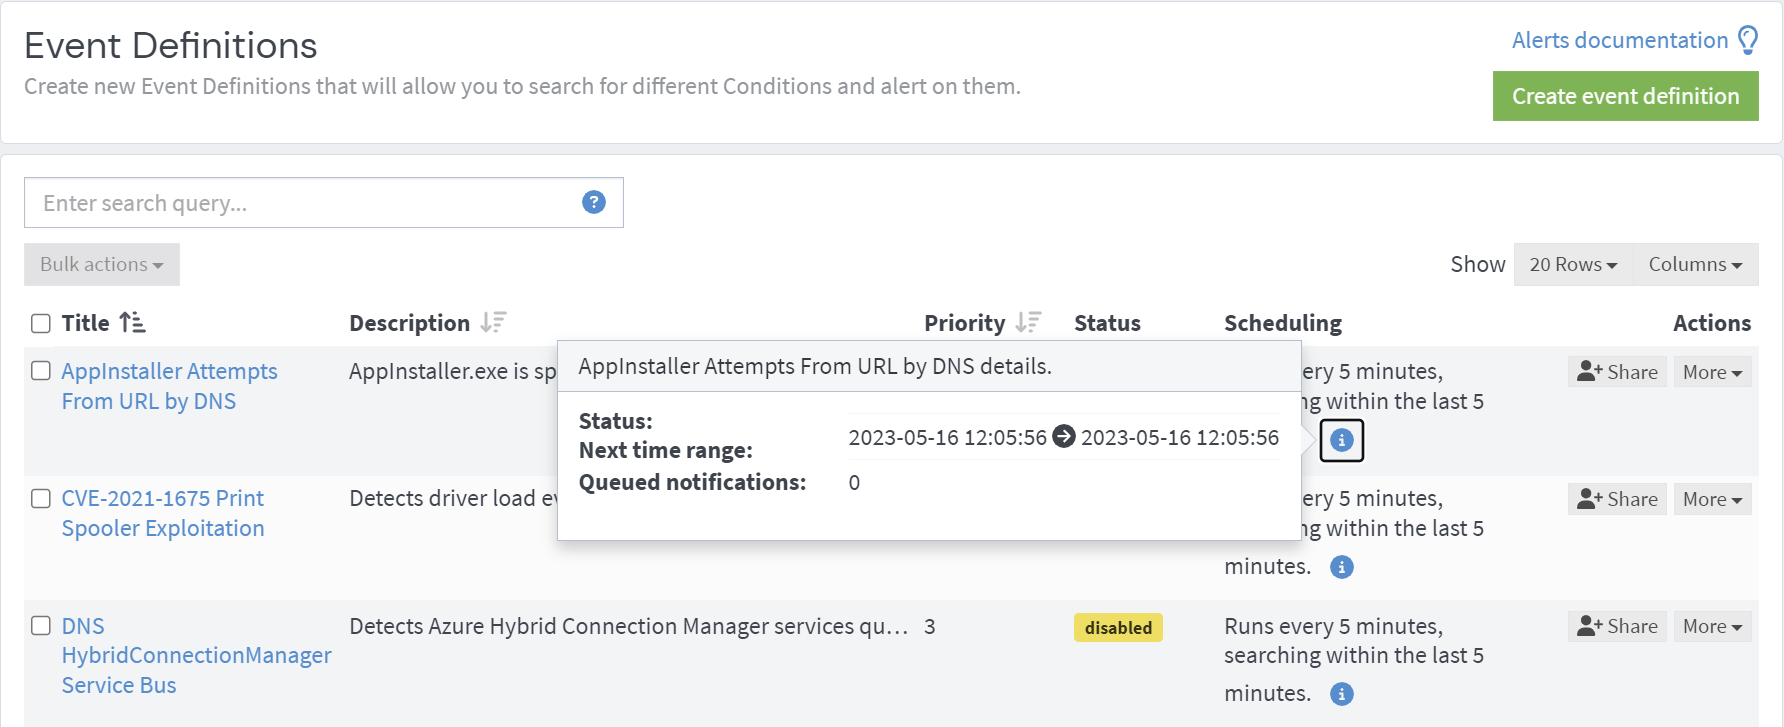 Event Definitions
Alerts documentation
Create new Event Definitions that will allow you to search for different Conditions and alert on them.
Create event definition
Enter search query...
?
Bulk actions
Show 20 Rows Columns
Title Description Priority Status Scheduling Actions
AppInstaller Attempts
From URL by DNS
AppInstaller.exe is sp
ery 5 minutes,
ng within the last 5
Share More
AppInstaller Attempts From URL by DNS details.
Status:
Next time range: 2023-05-16 12:05:56 2023-05-16 12:05:56
Queued notifications: 0
CVE-2021-1675 Print
Spooler Exploitation
Detects driver load ev
ery 5 minutes,
ng within the last 5
minutes.
Share More
DNS
HybridConnectionManager
Service Bus
Detects Azure Hybrid Connection Manager services qu...
3
disabled
Runs every 5 minutes,
searching within the last 5
minutes.
Share More